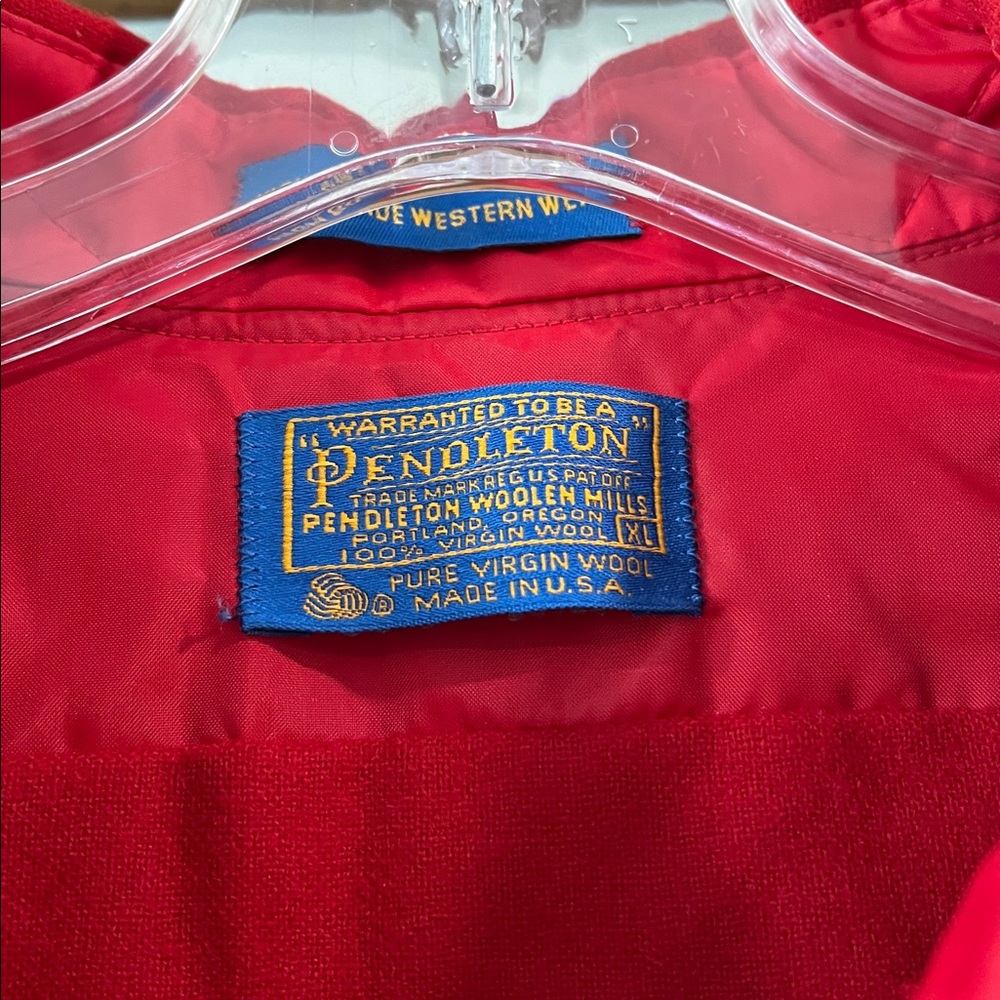 DE WESTERN WE
WARRANTED TO BE A
"PENDLETON"
TRADE MARK REG U.S. PAT OFF
PENDLETON WOOLEN MILLS
PORTLAND, OREGON
100% VIRGIN WOOL XL
PURE VIRGIN WOOL
® MADE IN U.S.A.